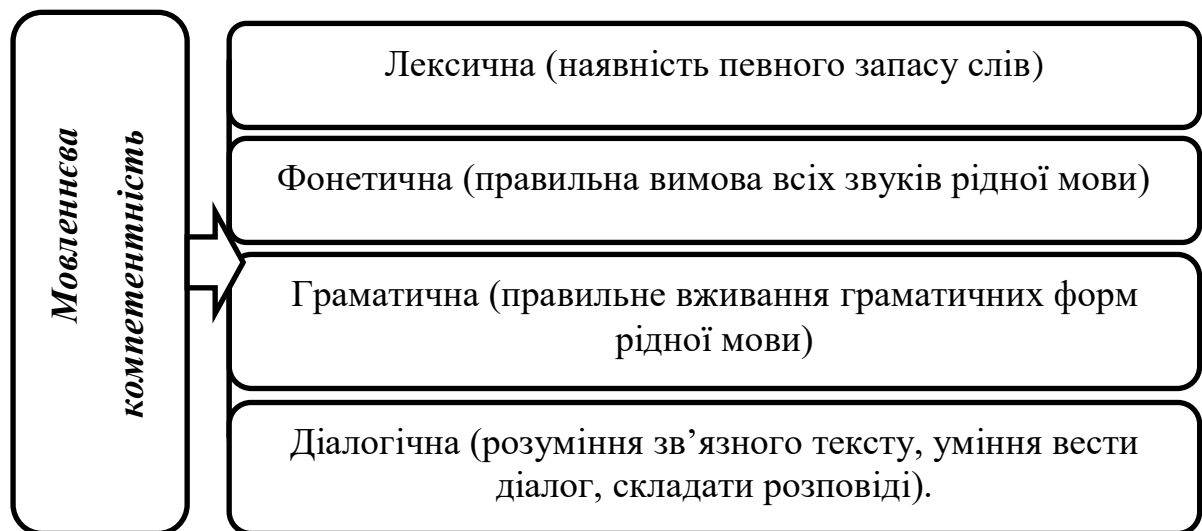 Мовленнєва
компетентність
Лексична (наявність певного запасу слів)
Фонетична (правильна вимова всіх звуків рідної мови)
Граматична (правильне вживання граматичних форм
рідної мови)
Діалогічна (розуміння зв’язного тексту, уміння вести
діалог, складати розповіді).